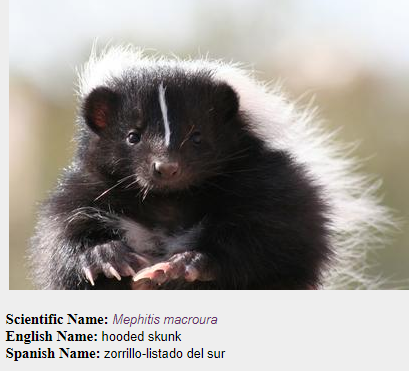 Scientific Name: Mephitis macroura
English Name: hooded skunk
Spanish Name: zorrillo-listado del sur